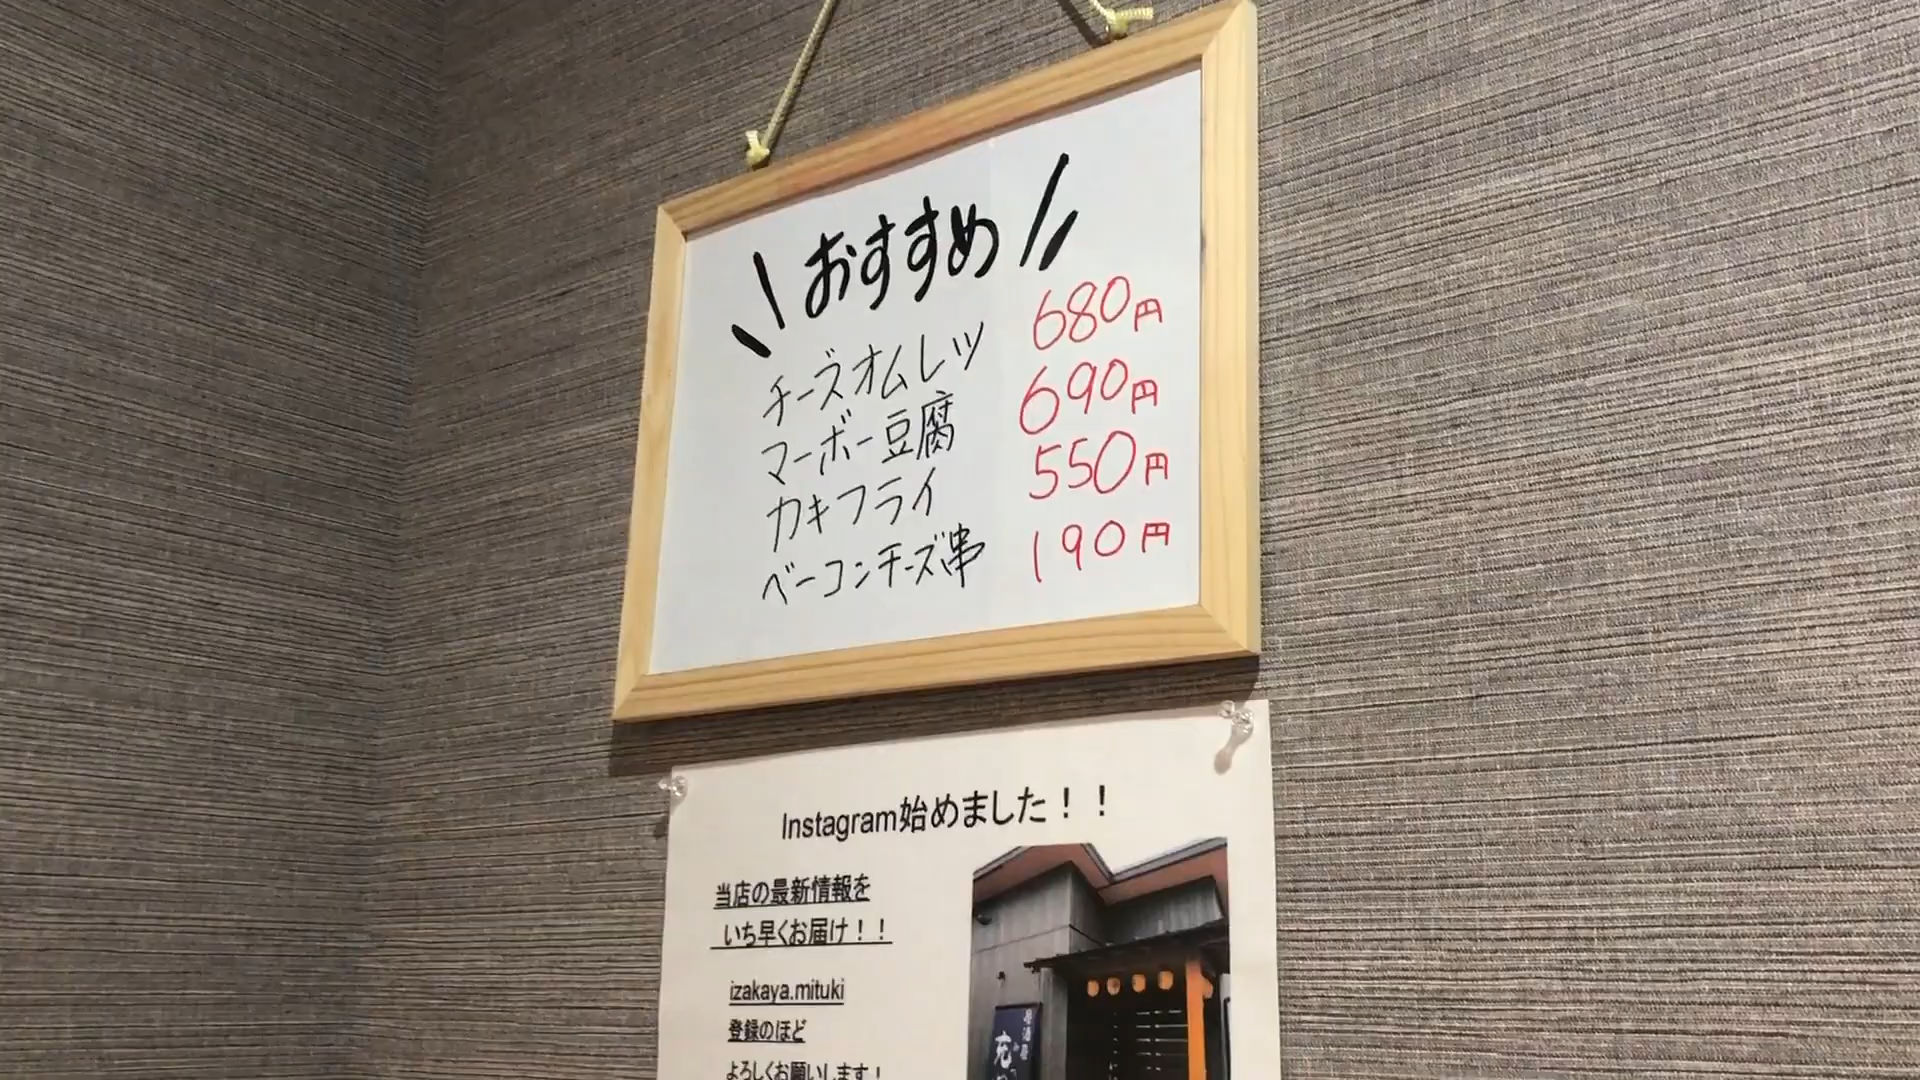 おすすめ
チーズオムレツ 680円
マーボー豆腐 690円
カキフライ 550円
ベーコンチーズ串 190円
Instagram始めました！！
当店の最新情報を
いち早くお届け！！
izakaya.mituki
登録のほど
よろしくお願いします！
居酒屋
充